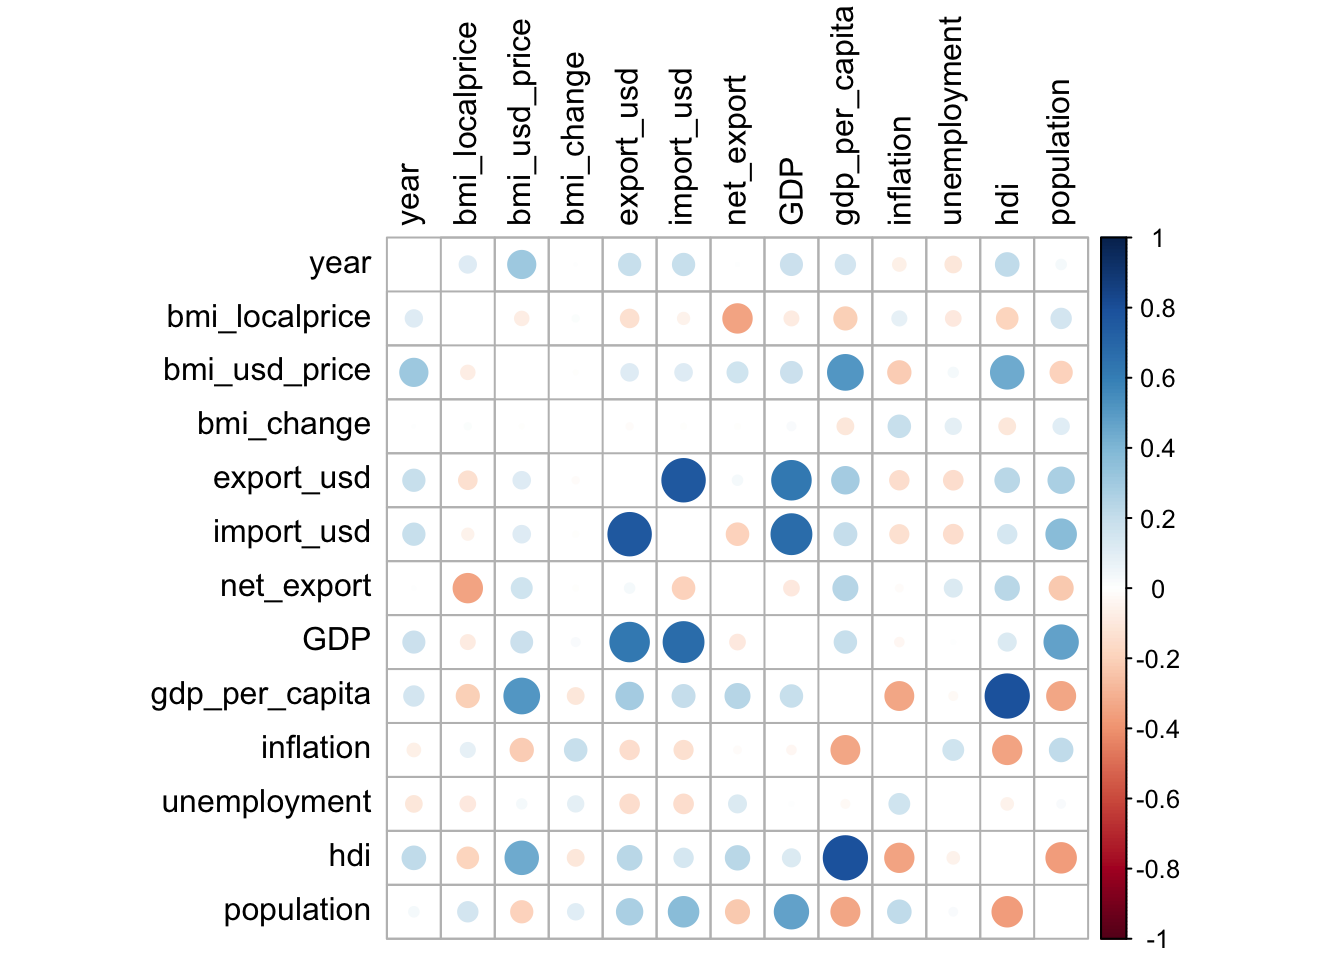 year
bmi_localprice
bmi_usd_price
bmi_change
export_usd
import_usd
net_export
GDP
gdp_per_capita
inflation
unemployment
hdi
population
year
bmi_localprice
bmi_usd_price
bmi_change
export_usd
import_usd
net_export
GDP
gdp_per_capita
inflation
unemployment
hdi
population
1
0.8
0.6
0.4
0.2
0
-0.2
-0.4
-0.6
-0.8
-1